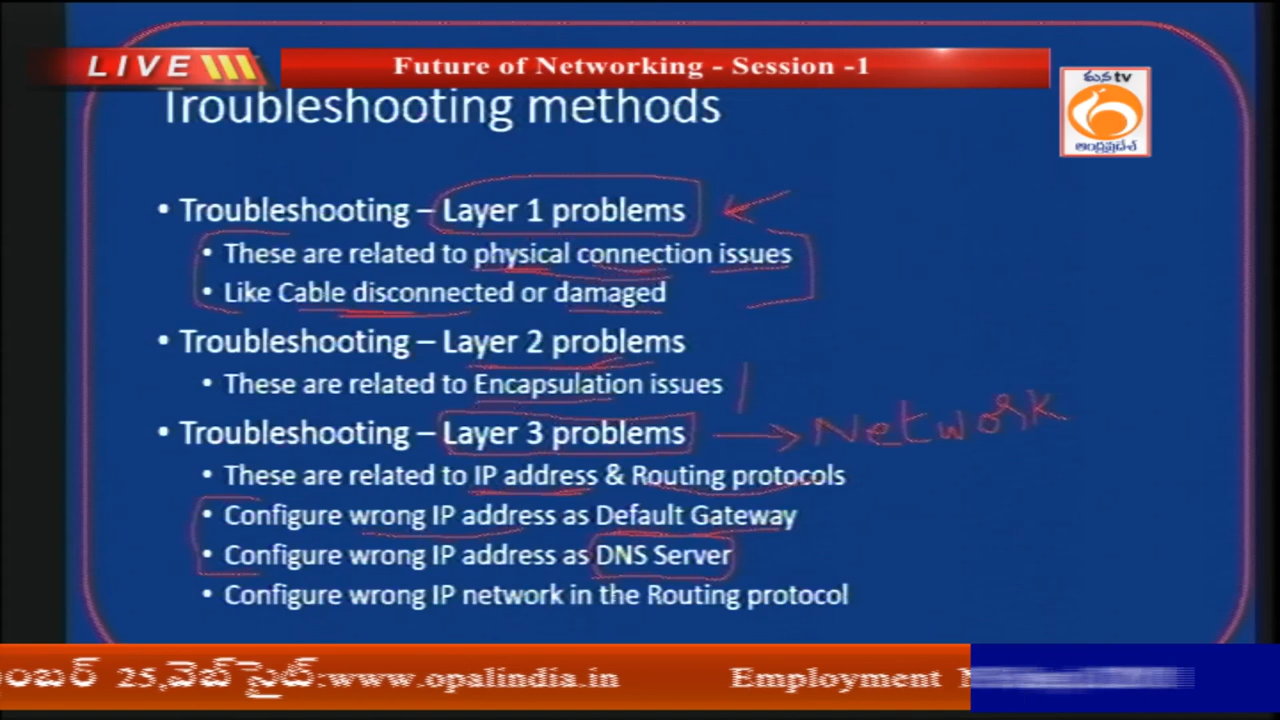 LIVE
Future of Networking - Session -1
మన tv
ఆంధ్రప్రదేశ్
Troubleshooting methods
• Troubleshooting – Layer 1 problems
• These are related to physical connection issues
• Like Cable disconnected or damaged
• Troubleshooting – Layer 2 problems
• These are related to Encapsulation issues
• Troubleshooting – Layer 3 problems → Network
• These are related to IP address & Routing protocols
• Configure wrong IP address as Default Gateway
• Configure wrong IP address as DNS Server
• Configure wrong IP network in the Routing protocol
25,వెబ్ సైట్:www.opalindia.in Employment